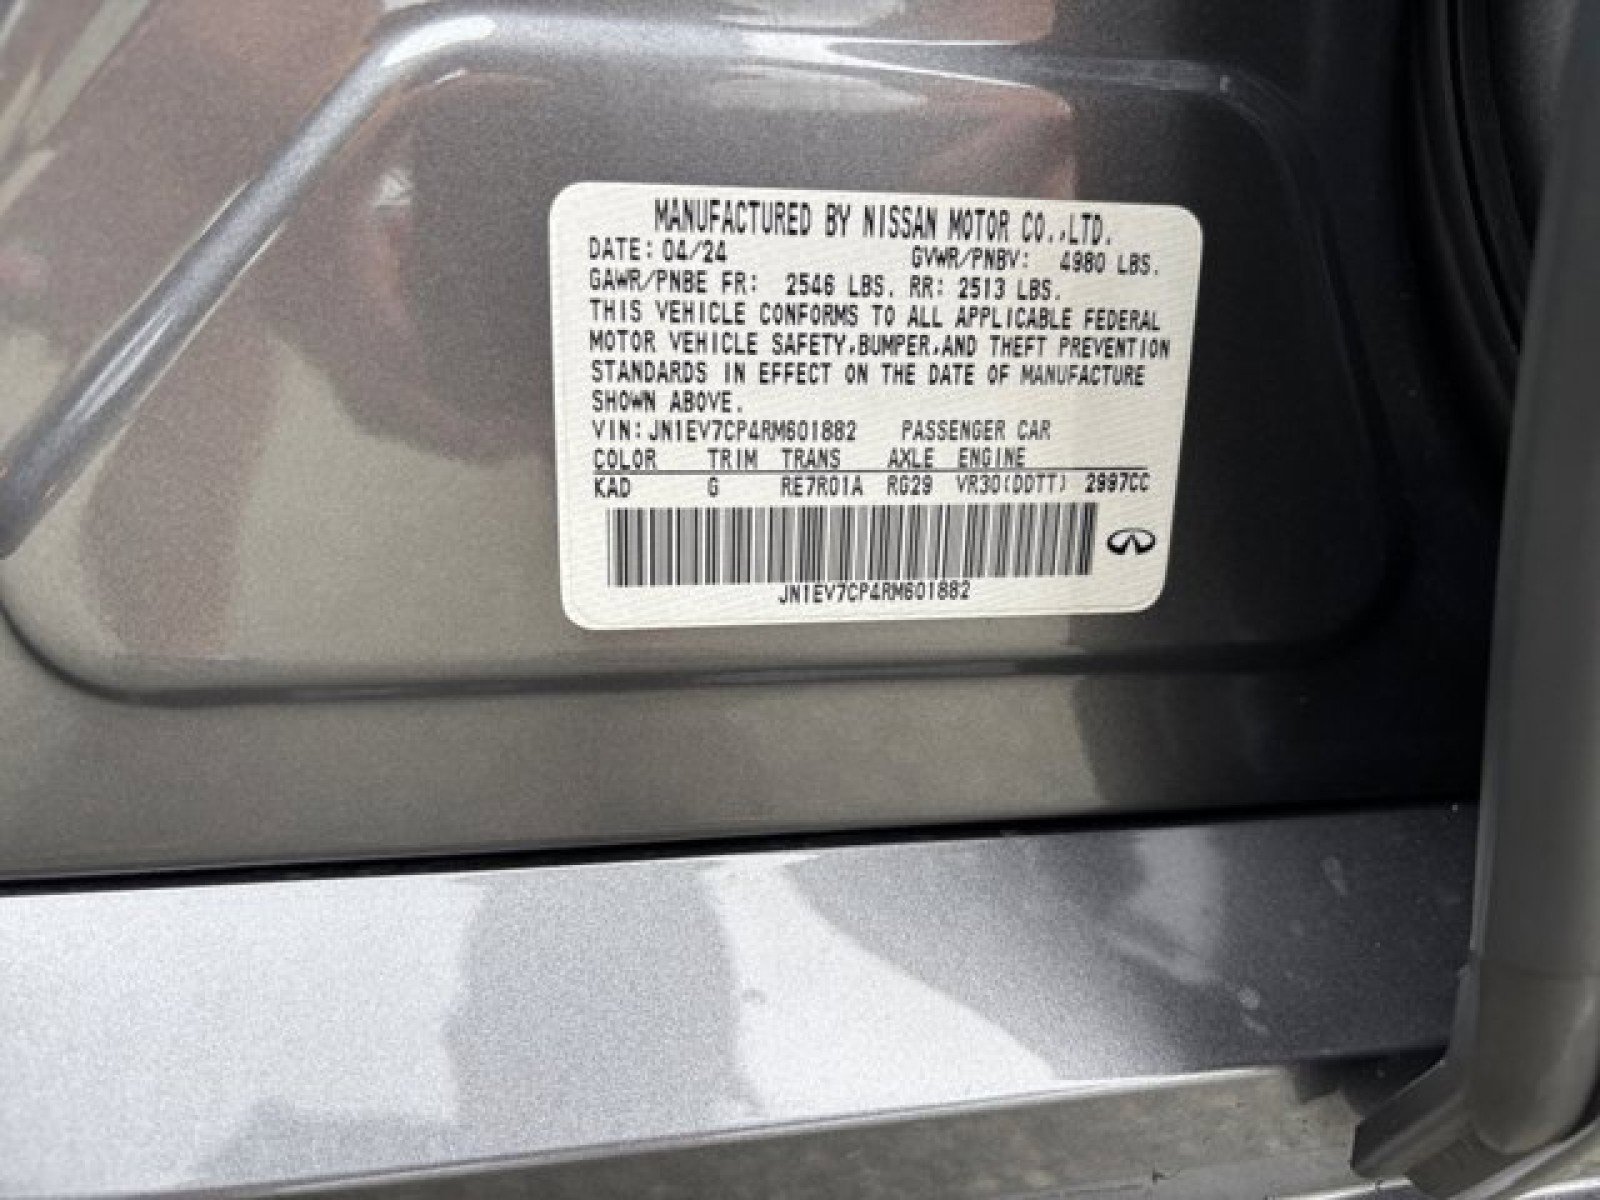 MANUFACTURED BY NISSAN MOTOR CO.,LTD.
DATE: 04/24 GVWR/PNBV: 4980 LBS.
GAWR/PNBE FR: 2546 LBS. RR: 2513 LBS.
THIS VEHICLE CONFORMS TO ALL APPLICABLE FEDERAL
MOTOR VEHICLE SAFETY,BUMPER,AND THEFT PREVENTION
STANDARDS IN EFFECT ON THE DATE OF MANUFACTURE
SHOWN ABOVE.
VIN: JN1EV7CP4RM601882 PASSENGER CAR
COLOR TRIM TRANS AXLE ENGINE
KAD G RE7R01A RG29 VR30(DDTT) 2997CC
JN1EV7CP4RM601882